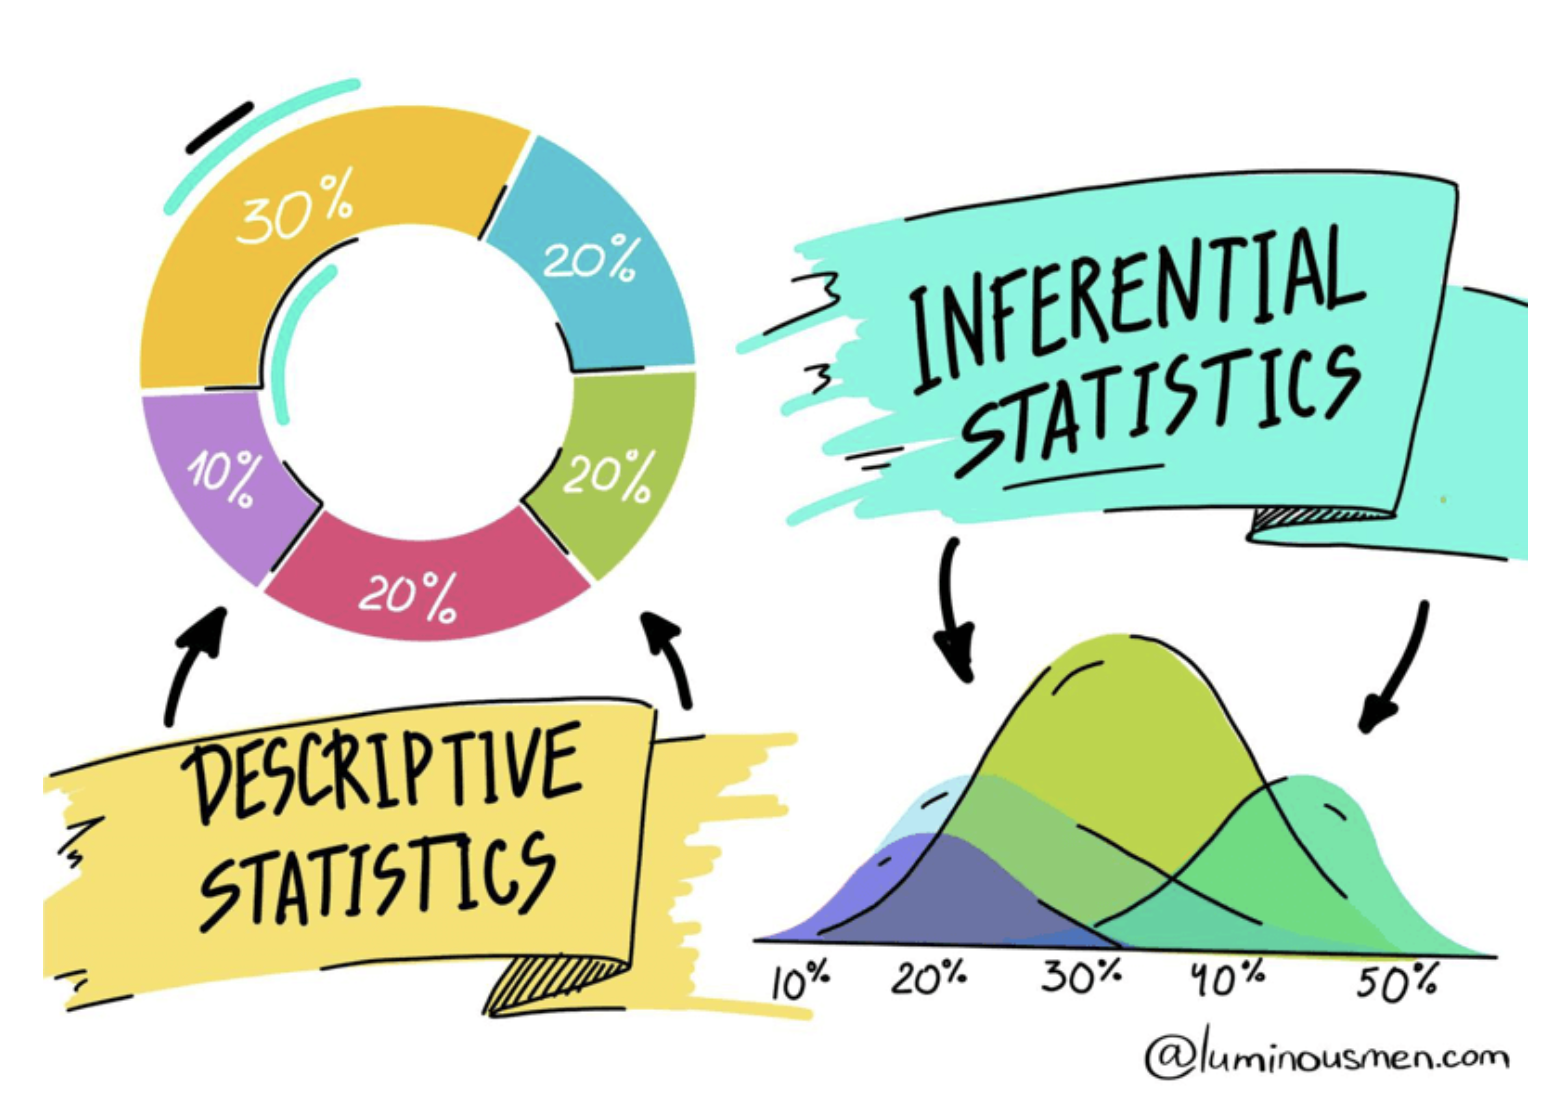 30%
20%
20%
20%
10%
DESCRIPTIVE
STATISTICS
INFERENTIAL
STATISTICS
10% 20% 30% 40% 50%
@luminousmen.com